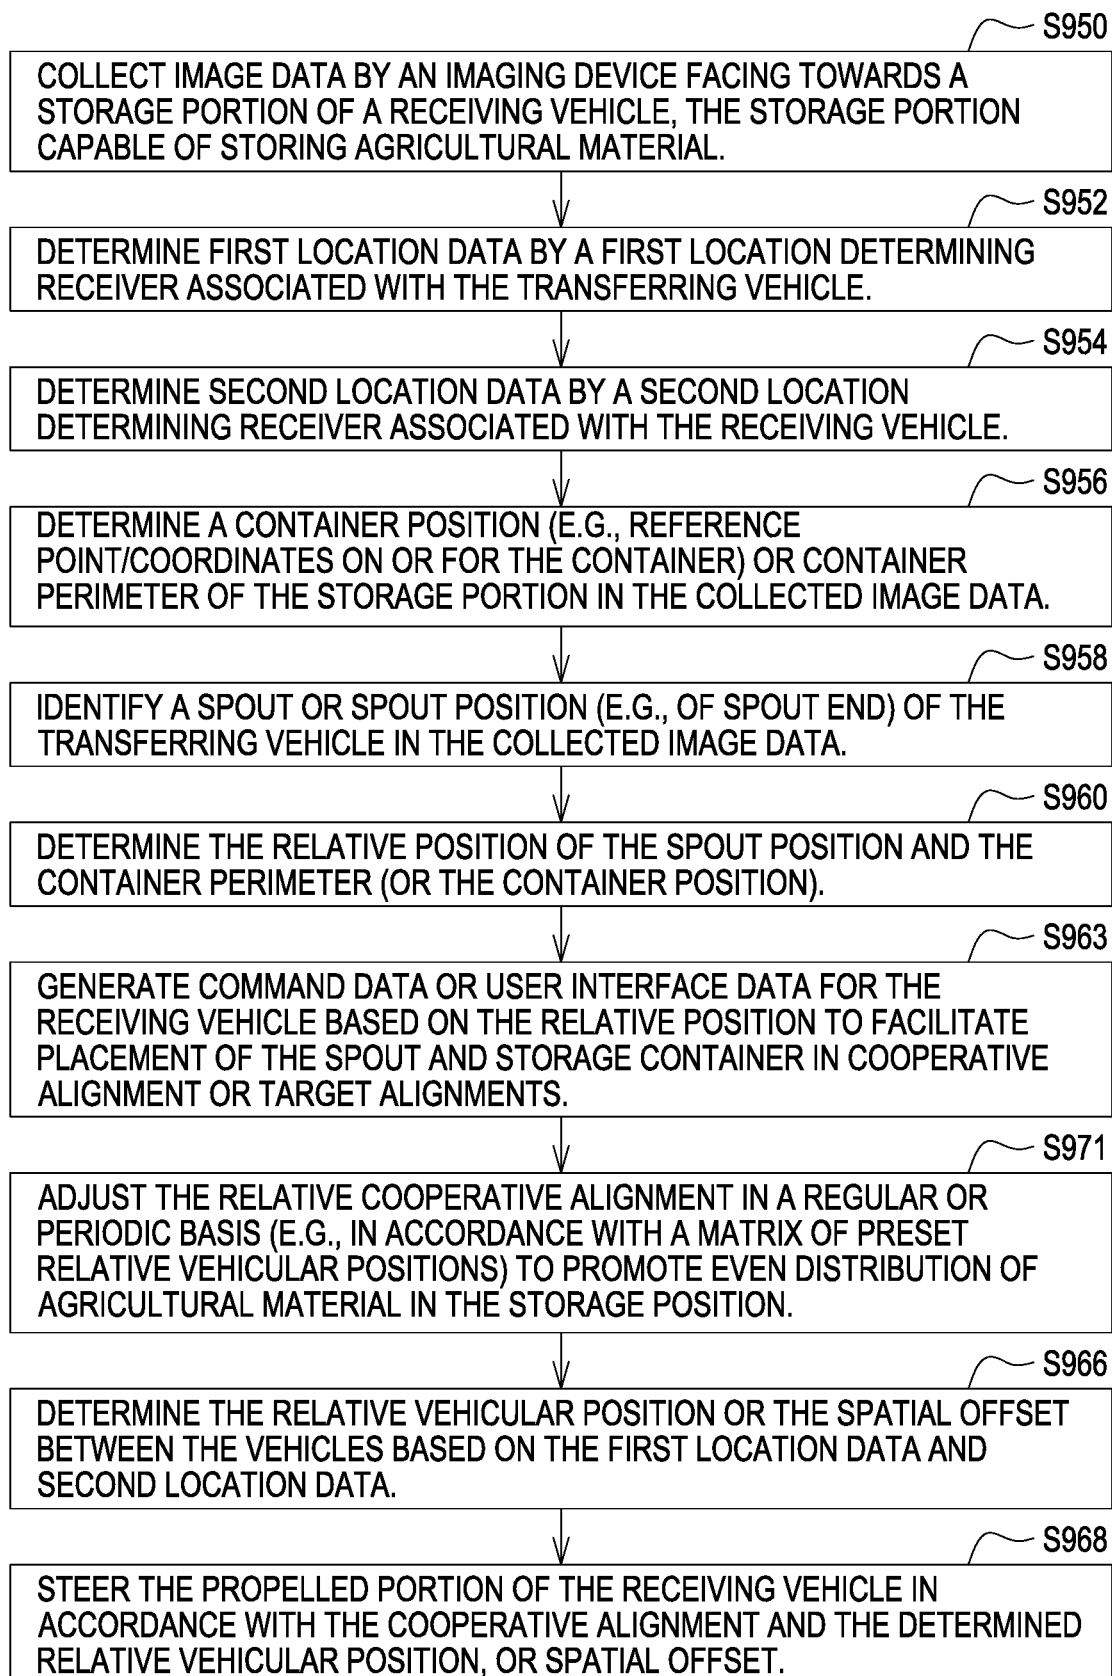 S950
COLLECT IMAGE DATA BY AN IMAGING DEVICE FACING TOWARDS A
STORAGE PORTION OF A RECEIVING VEHICLE, THE STORAGE PORTION
CAPABLE OF STORING AGRICULTURAL MATERIAL.
S952
DETERMINE FIRST LOCATION DATA BY A FIRST LOCATION DETERMINING
RECEIVER ASSOCIATED WITH THE TRANSFERRING VEHICLE.
S954
DETERMINE SECOND LOCATION DATA BY A SECOND LOCATION
DETERMINING RECEIVER ASSOCIATED WITH THE RECEIVING VEHICLE.
S956
DETERMINE A CONTAINER POSITION (E.G., REFERENCE
POINT/COORDINATES ON OR FOR THE CONTAINER) OR CONTAINER
PERIMETER OF THE STORAGE PORTION IN THE COLLECTED IMAGE DATA.
S958
IDENTIFY A SPOUT OR SPOUT POSITION (E.G., OF SPOUT END) OF THE
TRANSFERRING VEHICLE IN THE COLLECTED IMAGE DATA.
S960
DETERMINE THE RELATIVE POSITION OF THE SPOUT POSITION AND THE
CONTAINER PERIMETER (OR THE CONTAINER POSITION).
S963
GENERATE COMMAND DATA OR USER INTERFACE DATA FOR THE
RECEIVING VEHICLE BASED ON THE RELATIVE POSITION TO FACILITATE
PLACEMENT OF THE SPOUT AND STORAGE CONTAINER IN COOPERATIVE
ALIGNMENT OR TARGET ALIGNMENTS.
S971
ADJUST THE RELATIVE COOPERATIVE ALIGNMENT IN A REGULAR OR
PERIODIC BASIS (E.G., IN ACCORDANCE WITH A MATRIX OF PRESET
RELATIVE VEHICULAR POSITIONS) TO PROMOTE EVEN DISTRIBUTION OF
AGRICULTURAL MATERIAL IN THE STORAGE POSITION.
S966
DETERMINE THE RELATIVE VEHICULAR POSITION OR THE SPATIAL OFFSET
BETWEEN THE VEHICLES BASED ON THE FIRST LOCATION DATA AND
SECOND LOCATION DATA.
S968
STEER THE PROPELLED PORTION OF THE RECEIVING VEHICLE IN
ACCORDANCE WITH THE COOPERATIVE ALIGNMENT AND THE DETERMINED
RELATIVE VEHICULAR POSITION, OR SPATIAL OFFSET.